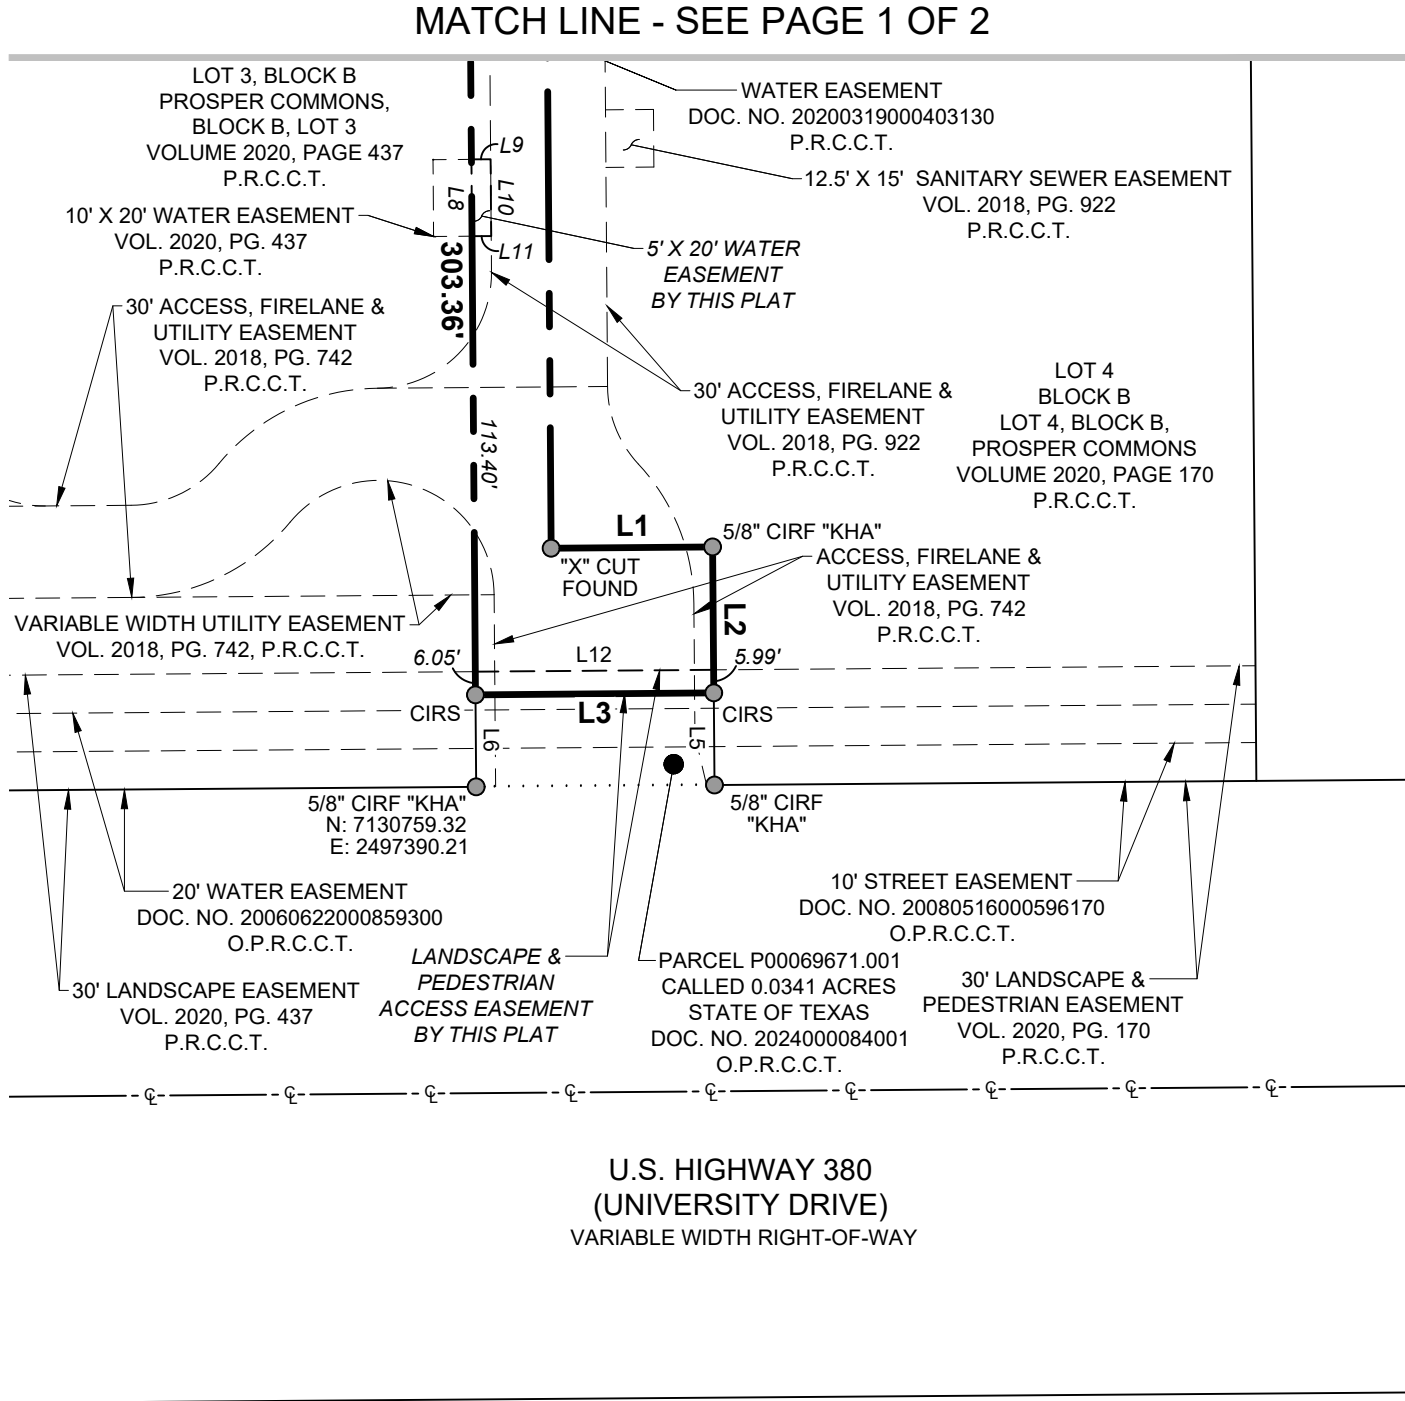 MATCH LINE - SEE PAGE 1 OF 2
LOT 3, BLOCK B
PROSPER COMMONS,
BLOCK B, LOT 3
VOLUME 2020, PAGE 437
P.R.C.C.T.
WATER EASEMENT
DOC. NO. 20200319000403130
P.R.C.C.T.
12.5' X 15' SANITARY SEWER EASEMENT
VOL. 2018, PG. 922
P.R.C.C.T.
L9
L8
L10
L11
10' X 20' WATER EASEMENT
VOL. 2020, PG. 437
P.R.C.C.T.
5' X 20' WATER
EASEMENT
BY THIS PLAT
303.36'
30' ACCESS, FIRELANE &
UTILITY EASEMENT
VOL. 2018, PG. 742
P.R.C.C.T.
30' ACCESS, FIRELANE &
UTILITY EASEMENT
VOL. 2018, PG. 922
P.R.C.C.T.
LOT 4
BLOCK B
LOT 4, BLOCK B,
PROSPER COMMONS
VOLUME 2020, PAGE 170
P.R.C.C.T.
113.40'
L1
5/8" CIRF "KHA"
"X" CUT
FOUND
ACCESS, FIRELANE &
UTILITY EASEMENT
VOL. 2018, PG. 742
P.R.C.C.T.
L2
VARIABLE WIDTH UTILITY EASEMENT
VOL. 2018, PG. 742, P.R.C.C.T.
6.05'
L12
5.99'
CIRS
L3
CIRS
L6
L5
5/8" CIRF "KHA"
N: 7130759.32
E: 2497390.21
5/8" CIRF
"KHA"
20' WATER EASEMENT
DOC. NO. 20060622000859300
O.P.R.C.C.T.
10' STREET EASEMENT
DOC. NO. 20080516000596170
O.P.R.C.C.T.
LANDSCAPE &
PEDESTRIAN
ACCESS EASEMENT
BY THIS PLAT
PARCEL P00069671.001
CALLED 0.0341 ACRES
STATE OF TEXAS
DOC. NO. 2024000084001
O.P.R.C.C.T.
30' LANDSCAPE EASEMENT
VOL. 2020, PG. 437
P.R.C.C.T.
30' LANDSCAPE &
PEDESTRIAN EASEMENT
VOL. 2020, PG. 170
P.R.C.C.T.
℄ ℄ ℄ ℄ ℄ ℄ ℄ ℄ ℄
U.S. HIGHWAY 380
(UNIVERSITY DRIVE)
VARIABLE WIDTH RIGHT-OF-WAY